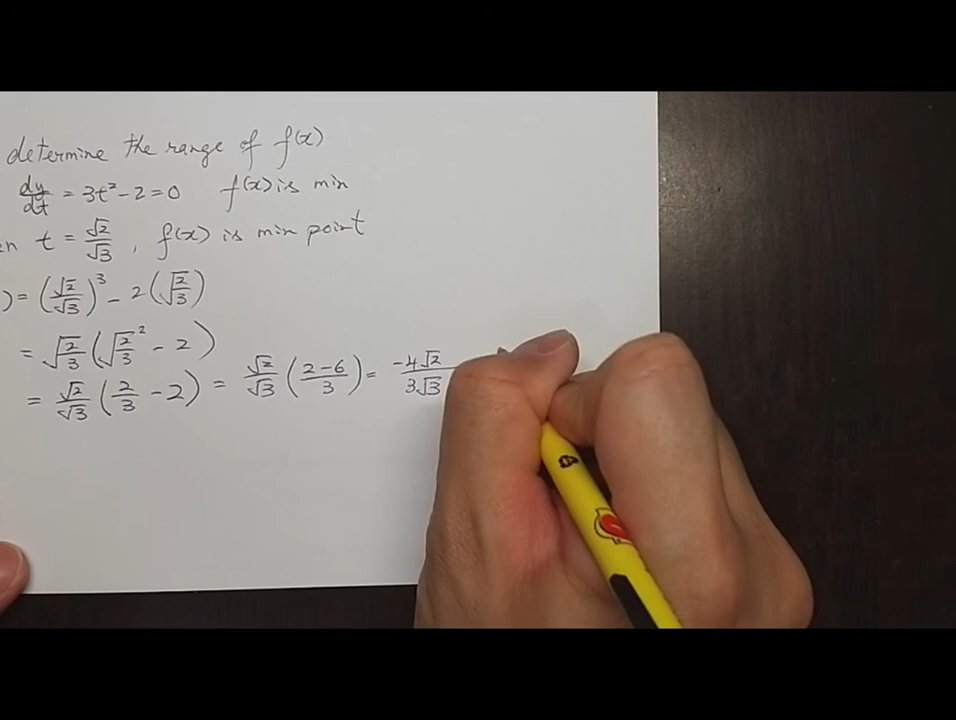 determine the range of f(x)
dy/dt = 3t² - 2 = 0 f(x) is min
t = √2/√3 , f(x) is min point
) = (√2/√3)³ - 2(√2/3)
= √2/3 (√2/3² - 2)
= √2/√3 (2/3 - 2) = √2/√3 (2-6/3) = -4√2/3√3